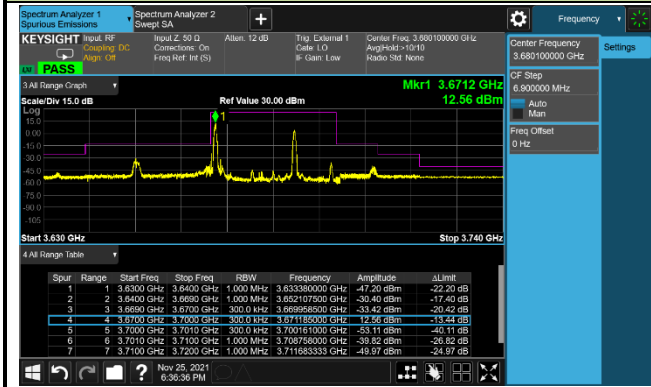 Spectrum Analyzer 1
Spurious Emissions
Spectrum Analyzer 2
Swept SA
+
Frequency
KEYSIGHT
Input: RF
Coupling: DC
Align: Off
Input Z: 50 Ω
Corrections: On
Freq Ref: Int (S)
Atten: 12 dB
Trig: External 1
Gate: LO
IF Gain: Low
Center Freq: 3.680100000 GHz
Avg|Hold:>10/10
Radio Std: None
PASS
Center Frequency
3.680100000 GHz
Settings
CF Step
6.900000 MHz
Auto
Man
Freq Offset
0 Hz
3 All Range Graph
Scale/Div 15.0 dB
Ref Value 30.00 dBm
Mkr1 3.6712 GHz
12.56 dBm
Log
15.0
0.00
-15.0
-30.0
-45.0
-60.0
-75.0
-90.0
-105
1
Start 3.630 GHz
Stop 3.740 GHz
4 All Range Table
Spur Range Start Freq Stop Freq RBW Frequency Amplitude ΔLimit
1 1 3.6300 GHz 3.6400 GHz 1.000 MHz 3.633380000 GHz -47.20 dBm -22.20 dB
2 2 3.6400 GHz 3.6690 GHz 1.000 MHz 3.652107500 GHz -30.40 dBm -17.40 dB
3 3 3.6690 GHz 3.6700 GHz 300.0 kHz 3.669958500 GHz -33.42 dBm -20.42 dB
4 4 3.6700 GHz 3.7000 GHz 300.0 kHz 3.671185000 GHz 12.56 dBm -13.44 dB
5 5 3.7000 GHz 3.7010 GHz 300.0 kHz 3.700161000 GHz -53.11 dBm -40.11 dB
6 6 3.7010 GHz 3.7100 GHz 1.000 MHz 3.708758000 GHz -39.82 dBm -26.82 dB
7 7 3.7100 GHz 3.7200 GHz 1.000 MHz 3.711683333 GHz -49.97 dBm -24.97 dB
?
Nov 25, 2021
6:36:36 PM